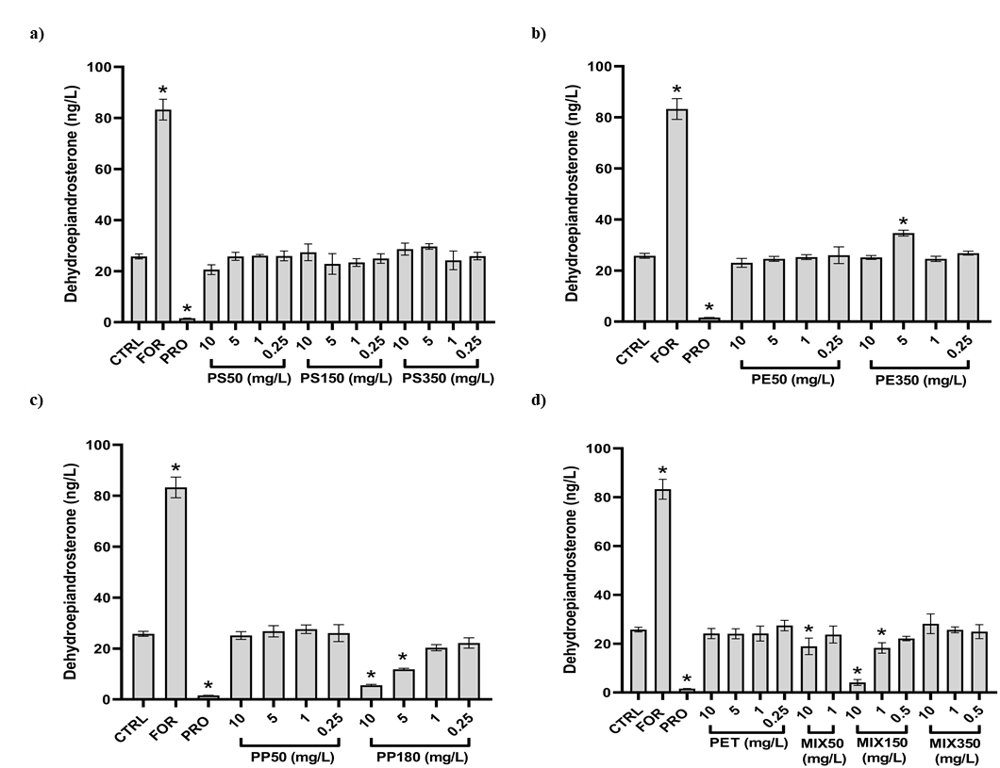 a)
Dehydroepiandrosterone (ng/L)
100
80
60
40
20
0
*
*
CTRL FOR PRO 10 5 1 0.25 10 5 1 0.25 10 5 1 0.25
PS50 (mg/L) PS150 (mg/L) PS350 (mg/L)
b)
Dehydroepiandrosterone (ng/L)
100
80
60
40
20
0
*
*
*
CTRL FOR PRO 10 5 1 0.25 10 5 1 0.25
PE50 (mg/L) PE350 (mg/L)
c)
Dehydroepiandrosterone (ng/L)
100
80
60
40
20
0
*
*
*
*
CTRL FOR PRO 10 5 1 0.25 10 5 1 0.25
PP50 (mg/L) PP180 (mg/L)
d)
Dehydroepiandrosterone (ng/L)
100
80
60
40
20
0
*
*
*
*
*
CTRL FOR PRO 10 5 1 0.25 10 1 10 1 0.5 10 1 0.5
PET (mg/L) MIX50 MIX150 MIX350
(mg/L) (mg/L) (mg/L)